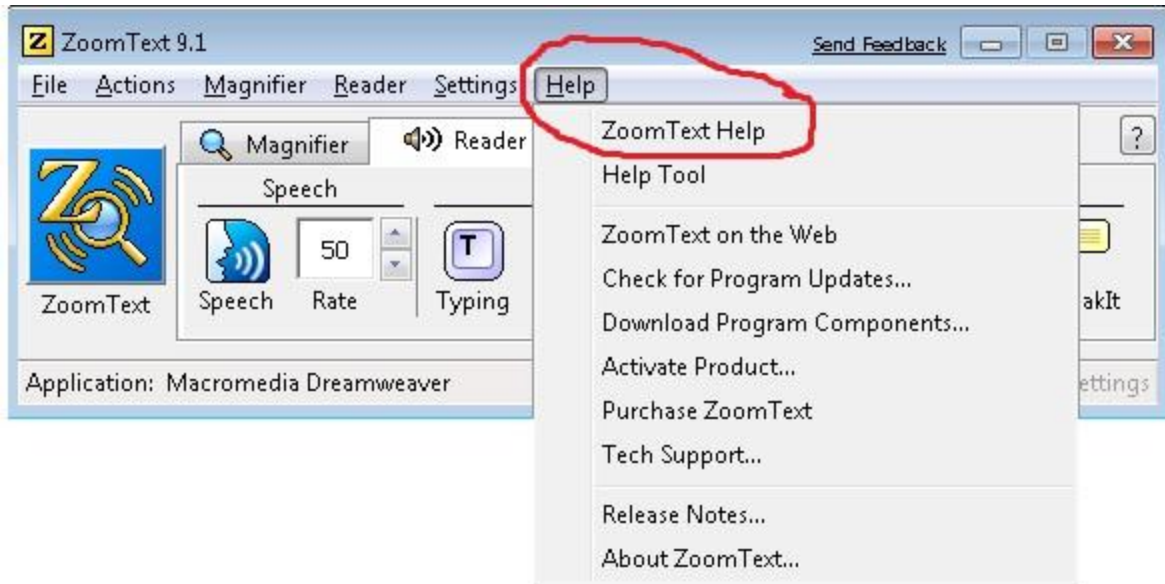 Z ZoomText 9.1 Send Feedback
File Actions Magnifier Reader Settings Help
Magnifier Reader ?
Speech
50 T
ZoomText Speech Rate Typing akIt
Application: Macromedia Dreamweaver ettings
ZoomText Help
Help Tool
ZoomText on the Web
Check for Program Updates...
Download Program Components...
Activate Product...
Purchase ZoomText
Tech Support...
Release Notes...
About ZoomText...